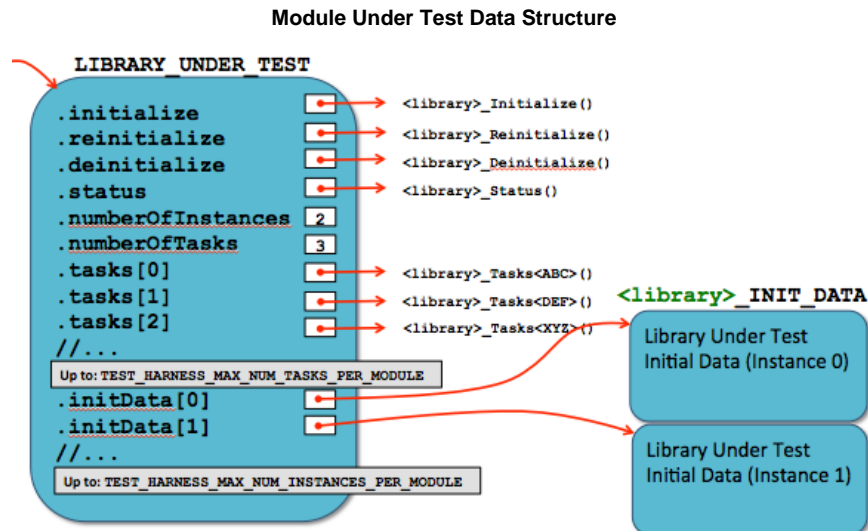 Module Under Test Data Structure
LIBRARY_UNDER_TEST
.initialize
<library>_Initialize()
.reinitialize
<library>_Reinitialize()
.deinitialize
<library>_Deinitialize()
.status
<library>_Status()
.numberOfInstances 2
.numberOfTasks 3
.tasks[0]
<library>_Tasks<ABC>()
.tasks[1]
<library>_Tasks<DEF>()
.tasks[2]
<library>_Tasks<XYZ>()
//...
Up to: TEST_HARNESS_MAX_NUM_TASKS_PER_MODULE
.initData[0]
.initData[1]
//...
Up to: TEST_HARNESS_MAX_NUM_INSTANCES_PER_MODULE
<library>_INIT_DATA
Library Under Test
Initial Data (Instance 0)
Library Under Test
Initial Data (Instance 1)